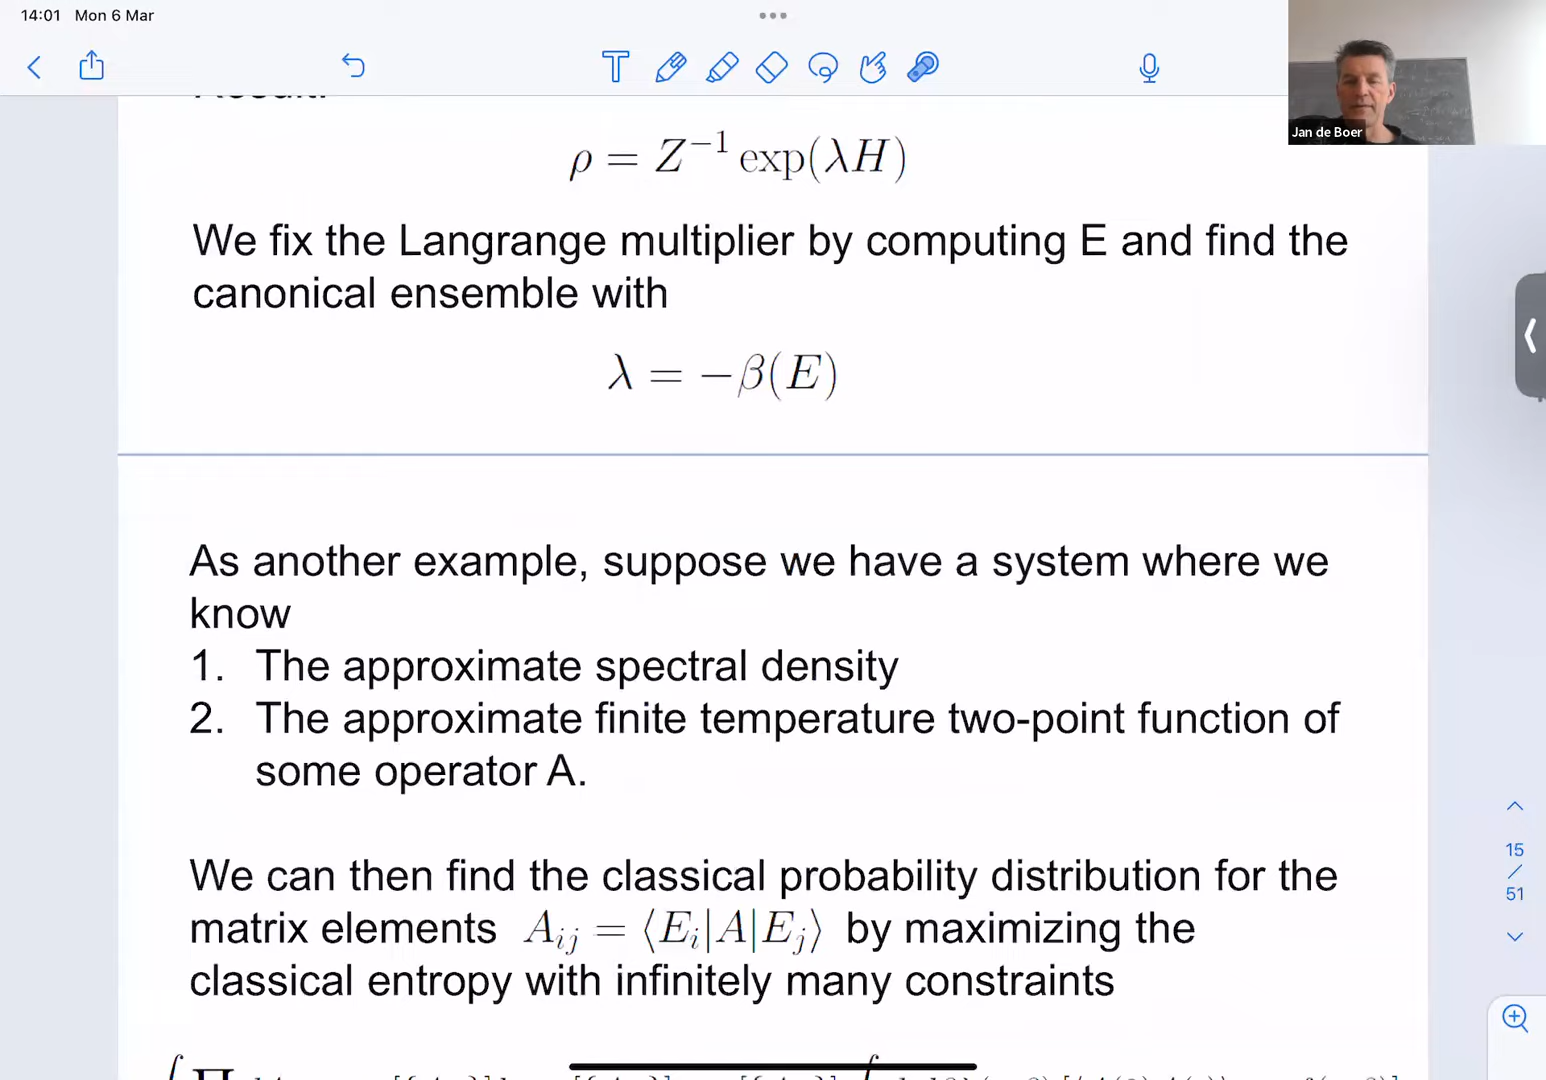 14:01 Mon 6 Mar
Jan de Boer
ρ = Z⁻¹ exp(λH)
We fix the Langrange multiplier by computing E and find the
canonical ensemble with
λ = −β(E)
As another example, suppose we have a system where we
know
1. The approximate spectral density
2. The approximate finite temperature two-point function of
some operator A.
We can then find the classical probability distribution for the
matrix elements A_{ij} = ⟨E_i|A|E_j⟩ by maximizing the
classical entropy with infinitely many constraints
15
/
51